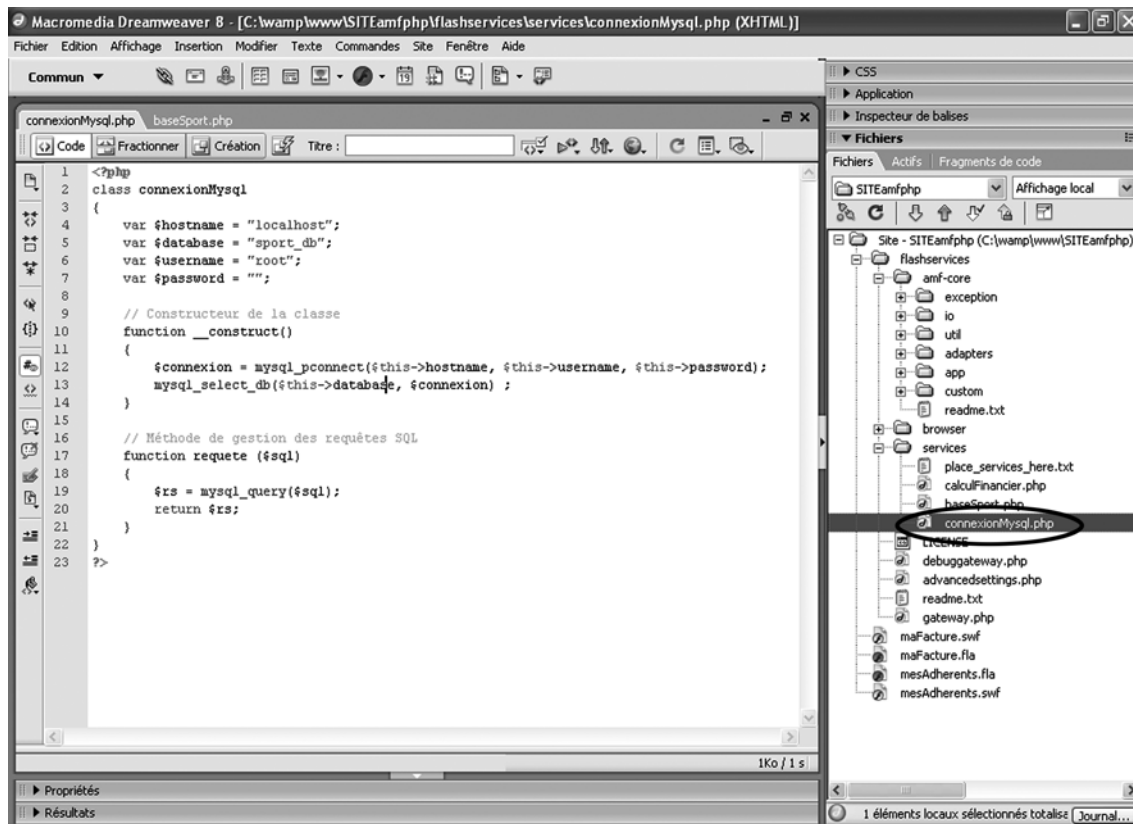 Macromedia Dreamweaver 8 - [C:\wamp\www\SITEamfphp\flashservices\services\connexionMysql.php (XHTML)]
Fichier Edition Affichage Insertion Modifier Texte Commandes Site Fenêtre Aide
Commun
connexionMysql.php baseSport.php
Code Fractionner Création Titre :
1 <?php
2 class connexionMysql
3 {
4 var $hostname = "localhost";
5 var $database = "sport_db";
6 var $username = "root";
7 var $password = "";
8
9 // Constructeur de la classe
10 function __construct()
11 {
12 $connexion = mysql_pconnect($this->hostname, $this->username, $this->password);
13 mysql_select_db($this->database, $connexion) ;
14 }
15
16 // Méthode de gestion des requêtes SQL
17 function requete ($sql)
18 {
19 $rs = mysql_query($sql);
20 return $rs;
21 }
22 }
23 ?>
1Ko / 1 s
Propriétés
Résultats
CSS
Application
Inspecteur de balises
Fichiers
Fichiers Actifs Fragments de code
SITEamfphp Affichage local
Site - SITEamfphp (C:\wamp\www\SITEamfphp)
flashservices
amf-core
exception
io
util
adapters
app
custom
readme.txt
browser
services
place_services_here.txt
calculFinancier.php
baseSport.php
connexionMysql.php
LICENSE
debuggateway.php
advancedsettings.php
readme.txt
gateway.php
maFacture.swf
maFacture.fla
mesAdherents.fla
mesAdherents.swf
1 éléments locaux sélectionnés totalisa Journal...